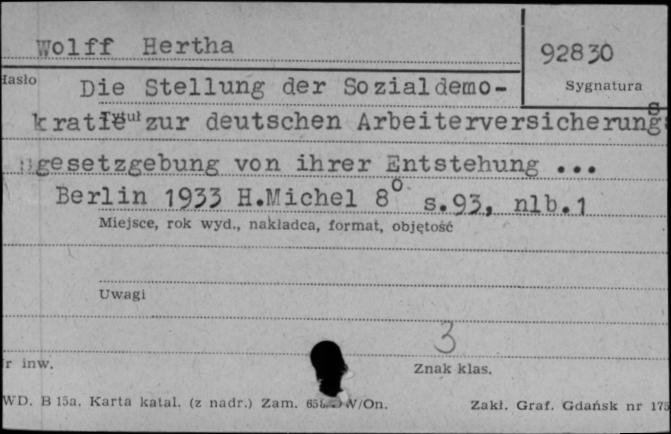 Wolff Hertha
92830
Hasło
Die Stellung der Sozialdemo-
Sygnatura
kratie zur deutschen Arbeiterversicherungs
gesetzgebung von ihrer Entstehung ...
Berlin 1933 H.Michel 8° s.93, nlb.1
Miejsce, rok wyd., nakładca, format, objętość
Uwagi
3
r inw.
Znak klas.
WD. B 15a. Karta katal. (z nadr.) Zam. W/On.
Zakł. Graf. Gdańsk nr 175